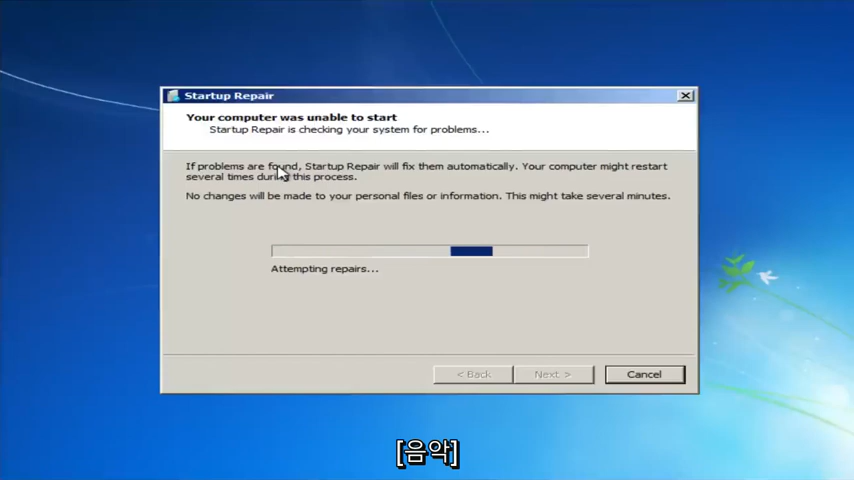 Startup Repair
Your computer was unable to start
Startup Repair is checking your system for problems...
If problems are found, Startup Repair will fix them automatically. Your computer might restart
several times during this process.
No changes will be made to your personal files or information. This might take several minutes.
Attempting repairs...
< Back
Next >
Cancel
[음악]